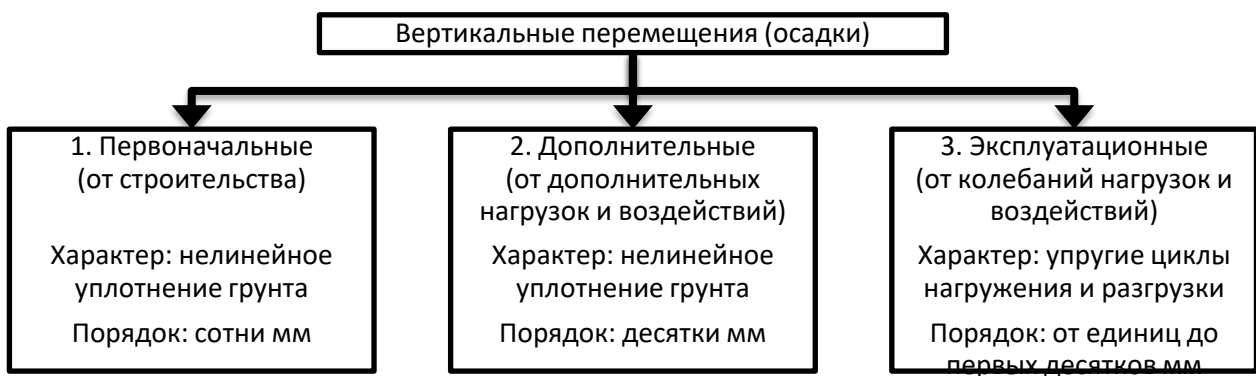 Вертикальные перемещения (осадки)
1. Первоначальные
(от строительства)
Характер: нелинейное
уплотнение грунта
Порядок: сотни мм
2. Дополнительные
(от дополнительных
нагрузок и воздействий)
Характер: нелинейное
уплотнение грунта
Порядок: десятки мм
3. Эксплуатационные
(от колебаний нагрузок и
воздействий)
Характер: упругие циклы
нагружения и разгрузки
Порядок: от единиц до
первых десятков мм